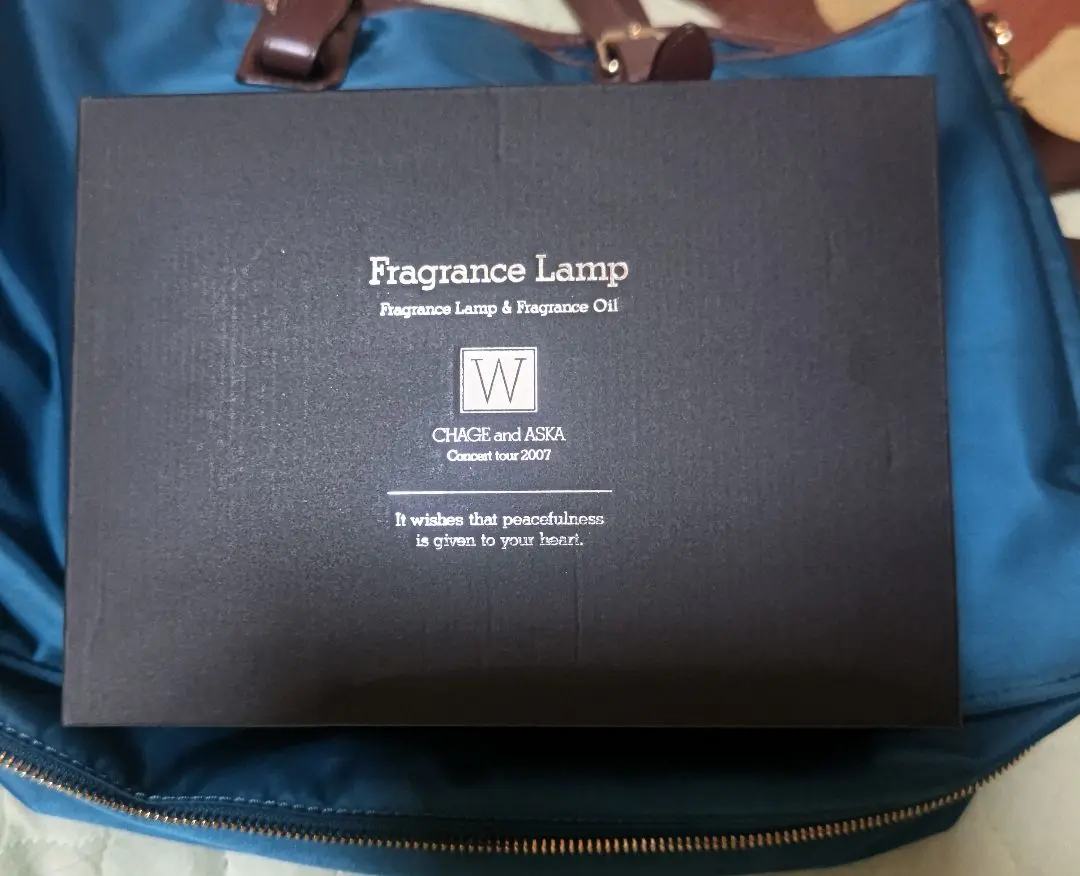 Fragrance Lamp
Fragrance Lamp & Fragrance Oil
W
CHAGE and ASKA
Concert tour 2007
It wishes that peacefulness
is given to your heart.